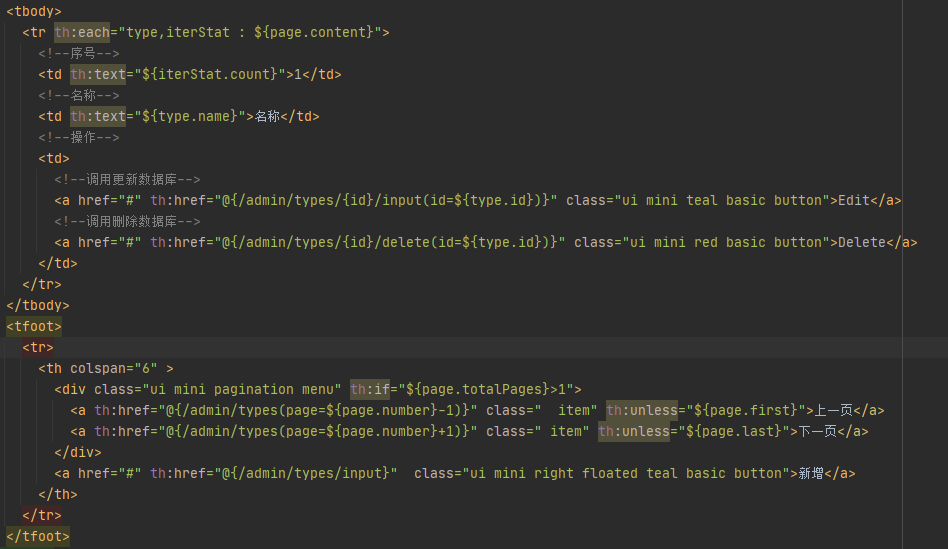 <tbody>
<tr th:each="type,iterStat : ${page.content}">
<!--序号-->
<td th:text="${iterStat.count}">1</td>
<!--名称-->
<td th:text="${type.name}">名称</td>
<!--操作-->
<td>
<!--调用更新数据库-->
<a href="#" th:href="@{/admin/types/{id}/input(id=${type.id})}" class="ui mini teal basic button">Edit</a>
<!--调用删除数据库-->
<a href="#" th:href="@{/admin/types/{id}/delete(id=${type.id})}" class="ui mini red basic button">Delete</a>
</td>
</tr>
</tbody>
<tfoot>
<tr>
<th colspan="6" >
<div class="ui mini pagination menu" th:if="${page.totalPages}>1">
<a th:href="@{/admin/types(page=${page.number}-1)}" class="  item" th:unless="${page.first}">上一页</a>
<a th:href="@{/admin/types(page=${page.number}+1)}" class=" item" th:unless="${page.last}">下一页</a>
</div>
<a href="#" th:href="@{/admin/types/input}"  class="ui mini right floated teal basic button">新增</a>
</th>
</tr>
</tfoot>